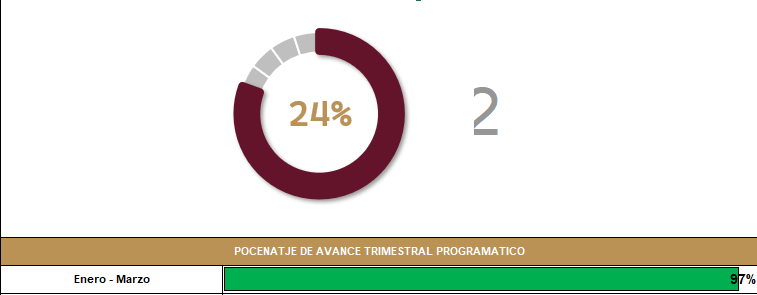 24%
2
POCENATJE DE AVANCE TRIMESTRAL PROGRAMATICO
Enero - Marzo
97%